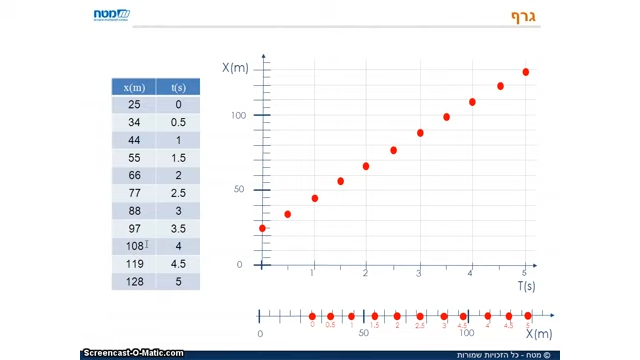 מטח
גרף
x(m) t(s)
25 0
34 0.5
44 1
55 1.5
66 2
77 2.5
88 3
97 3.5
108 4
119 4.5
128 5
X(m)
100
50
0
1 2 3 4 5
T(s)
0 0.5 1 1.5 2 2.5 3 4.5 4 4.5 5
0 50 100 X(m)
Screencast-O-Matic.com
© מטח - כל הזכויות שמורות